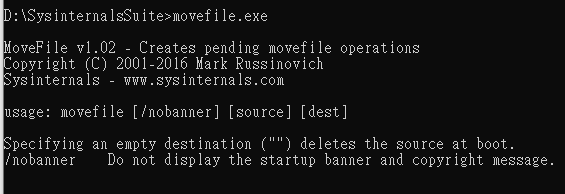 D:\SysinternalsSuite>movefile.exe
MoveFile v1.02 - Creates pending movefile operations
Copyright (C) 2001-2016 Mark Russinovich
Sysinternals - www.sysinternals.com
usage: movefile [/nobanner] [source] [dest]
Specifying an empty destination ("") deletes the source at boot.
/nobanner    Do not display the startup banner and copyright message.